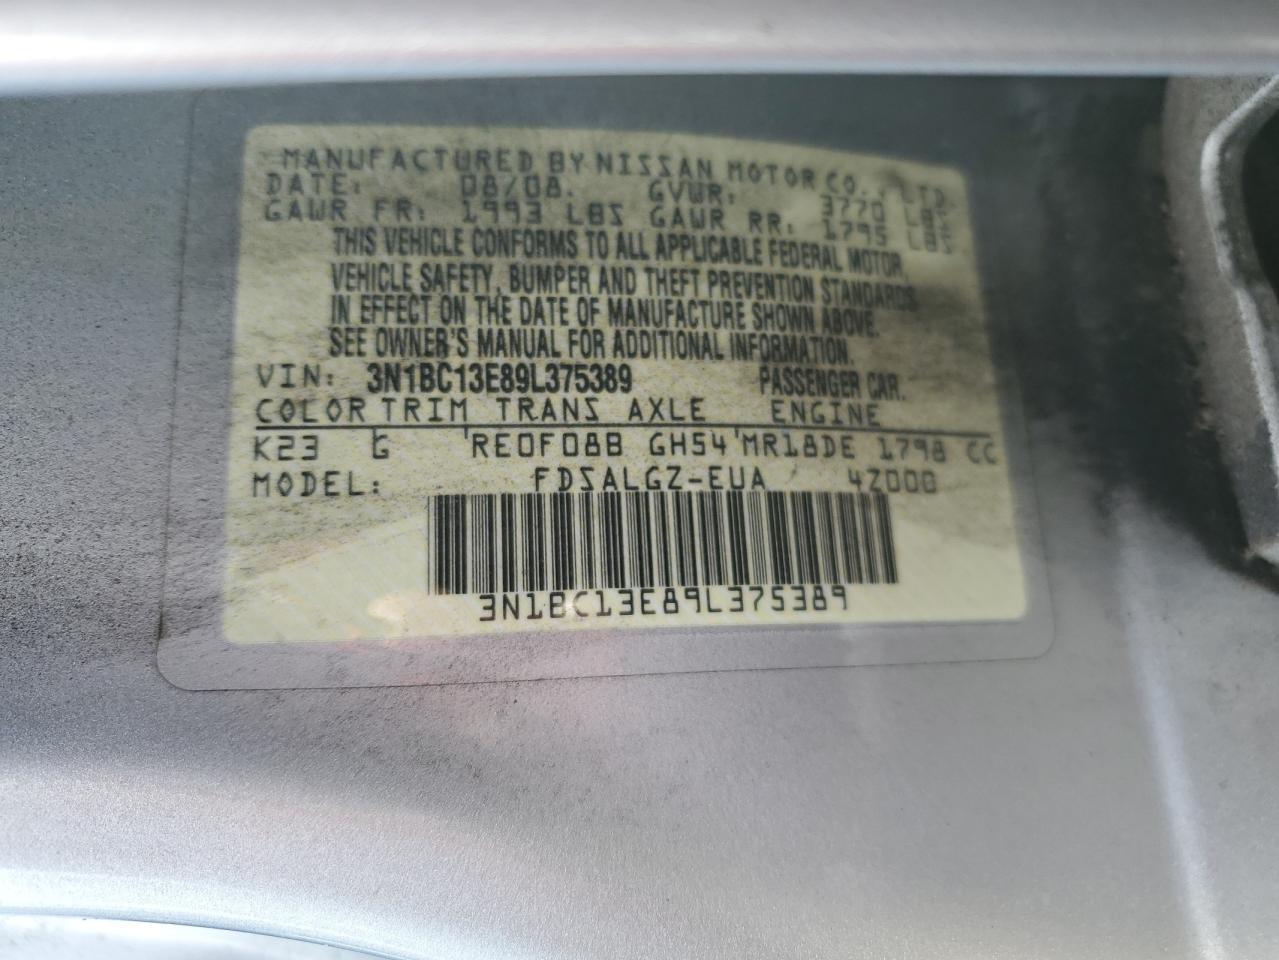 MANUFACTURED BY NISSAN MOTOR CO., LTD.
DATE: 08/08. GVWR: 3770 LBS
GAWR FR: 1993 LBS GAWR RR: 1795 LBS
THIS VEHICLE CONFORMS TO ALL APPLICABLE FEDERAL MOTOR
VEHICLE SAFETY, BUMPER AND THEFT PREVENTION STANDARDS
IN EFFECT ON THE DATE OF MANUFACTURE SHOWN ABOVE.
SEE OWNER'S MANUAL FOR ADDITIONAL INFORMATION.
VIN: 3N1BC13E89L375389 PASSENGER CAR.
COLOR TRIM TRANS AXLE ENGINE
K23 G RE0F08B GH54 MR18DE 1798 CC
MODEL: FDSALGZ-EUA 4Z000
3N1BC13E89L375389